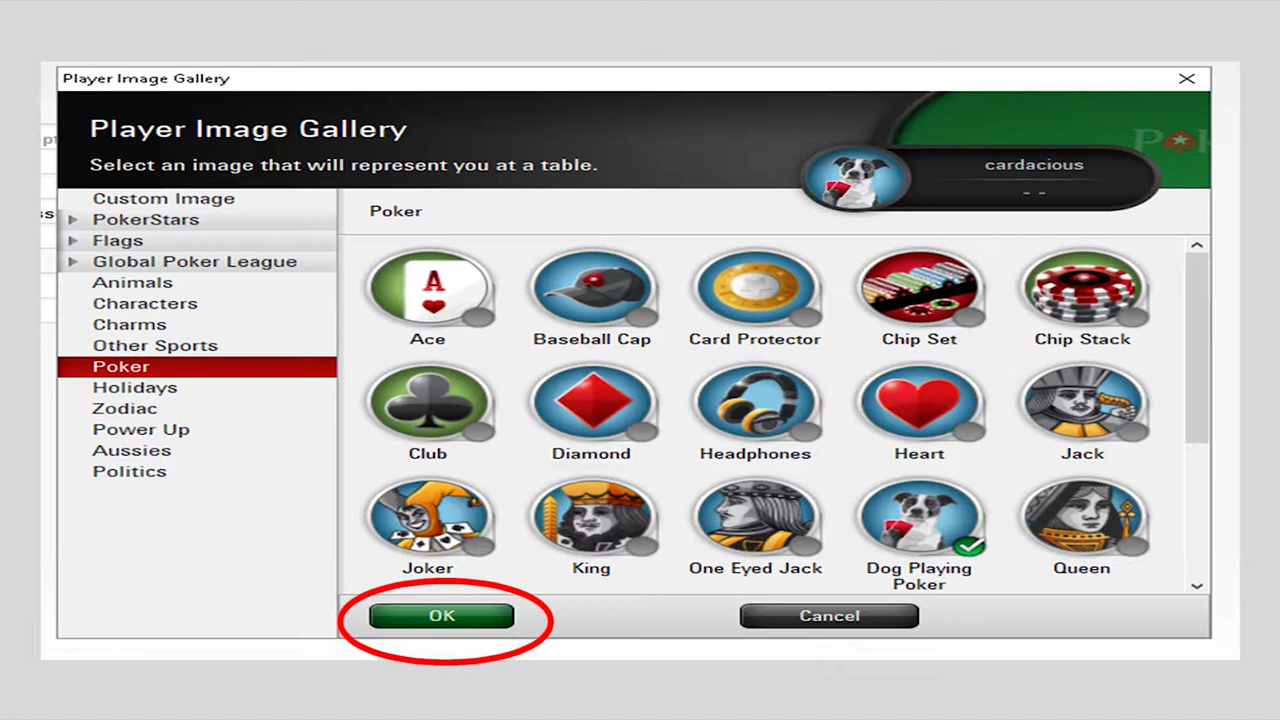 Player Image Gallery
Player Image Gallery
Select an image that will represent you at a table.
cardacious
- -
Custom Image
PokerStars
Flags
Global Poker League
Animals
Characters
Charms
Other Sports
Poker
Holidays
Zodiac
Power Up
Aussies
Politics
Poker
A
Ace
Baseball Cap
Card Protector
Chip Set
Chip Stack
Club
Diamond
Headphones
Heart
Jack
Joker
King
One Eyed Jack
Dog Playing
Poker
Queen
OK
Cancel